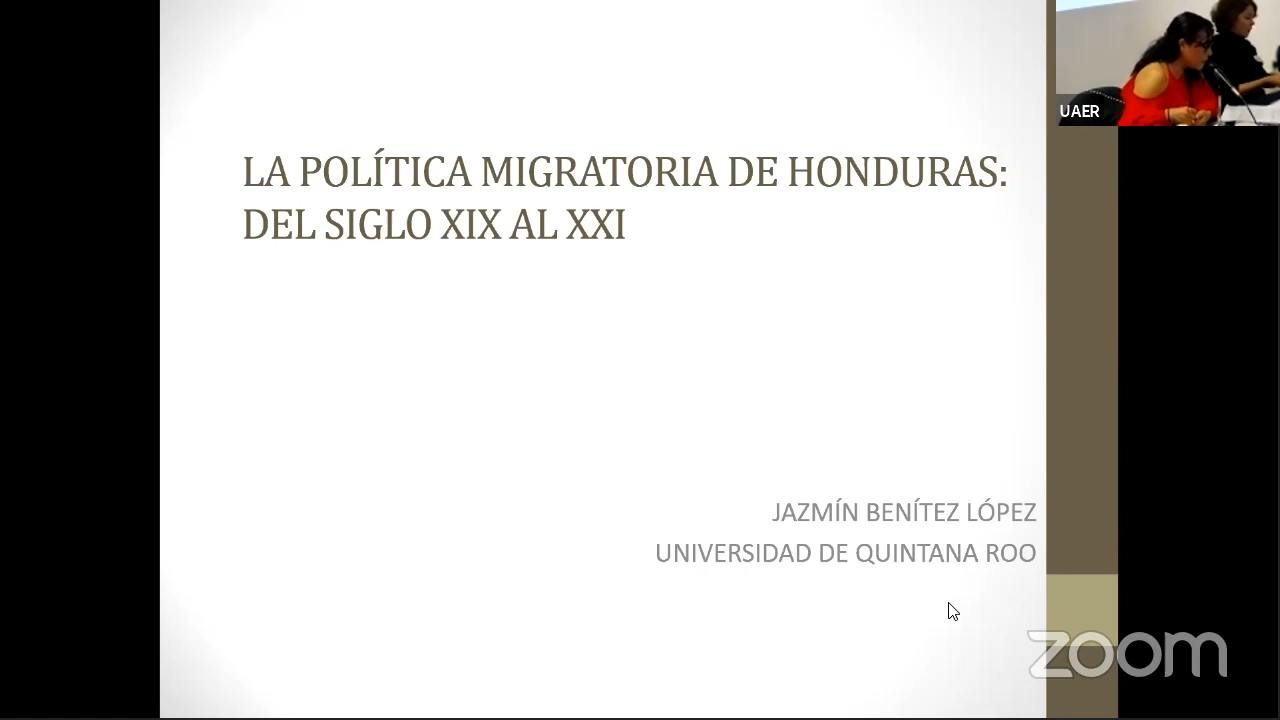 LA POLÍTICA MIGRATORIA DE HONDURAS:
DEL SIGLO XIX AL XXI
JAZMÍN BENÍTEZ LÓPEZ
UNIVERSIDAD DE QUINTANA ROO
UAER
zoom